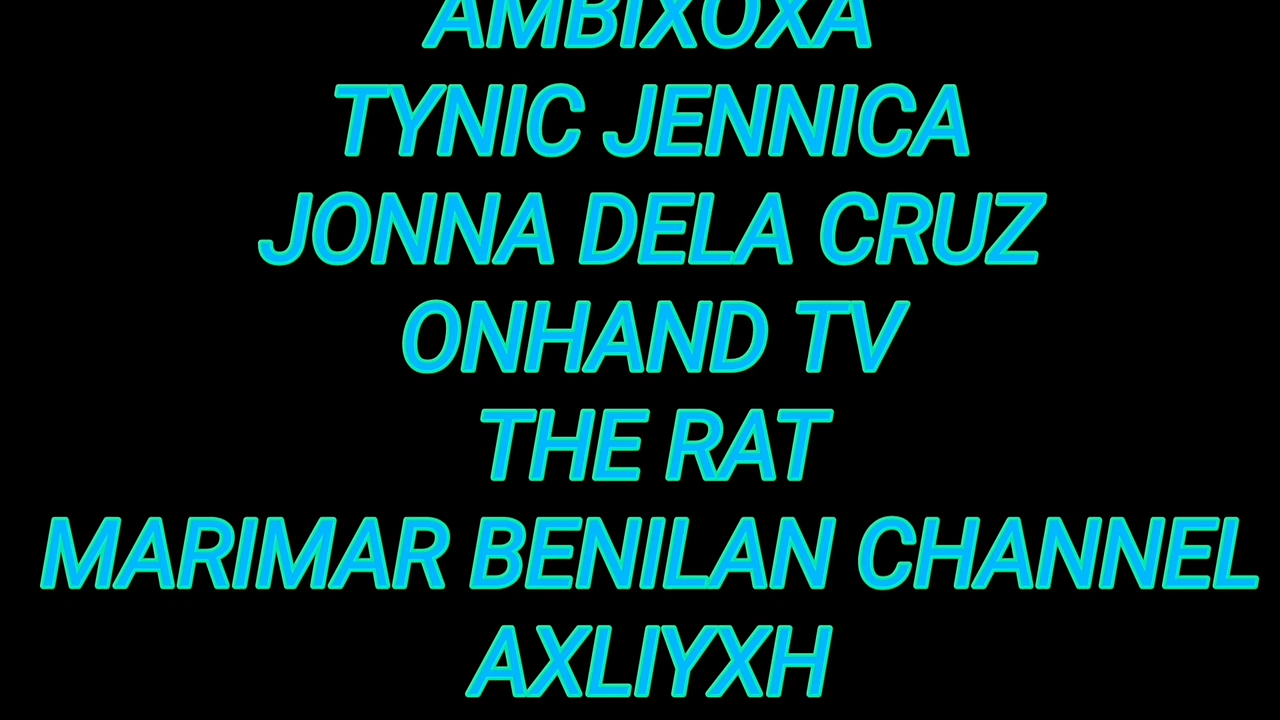 AMBIXOXA
TYNIC JENNICA
JONNA DELA CRUZ
ONHAND TV
THE RAT
MARIMAR BENILAN CHANNEL
AXLIYXH